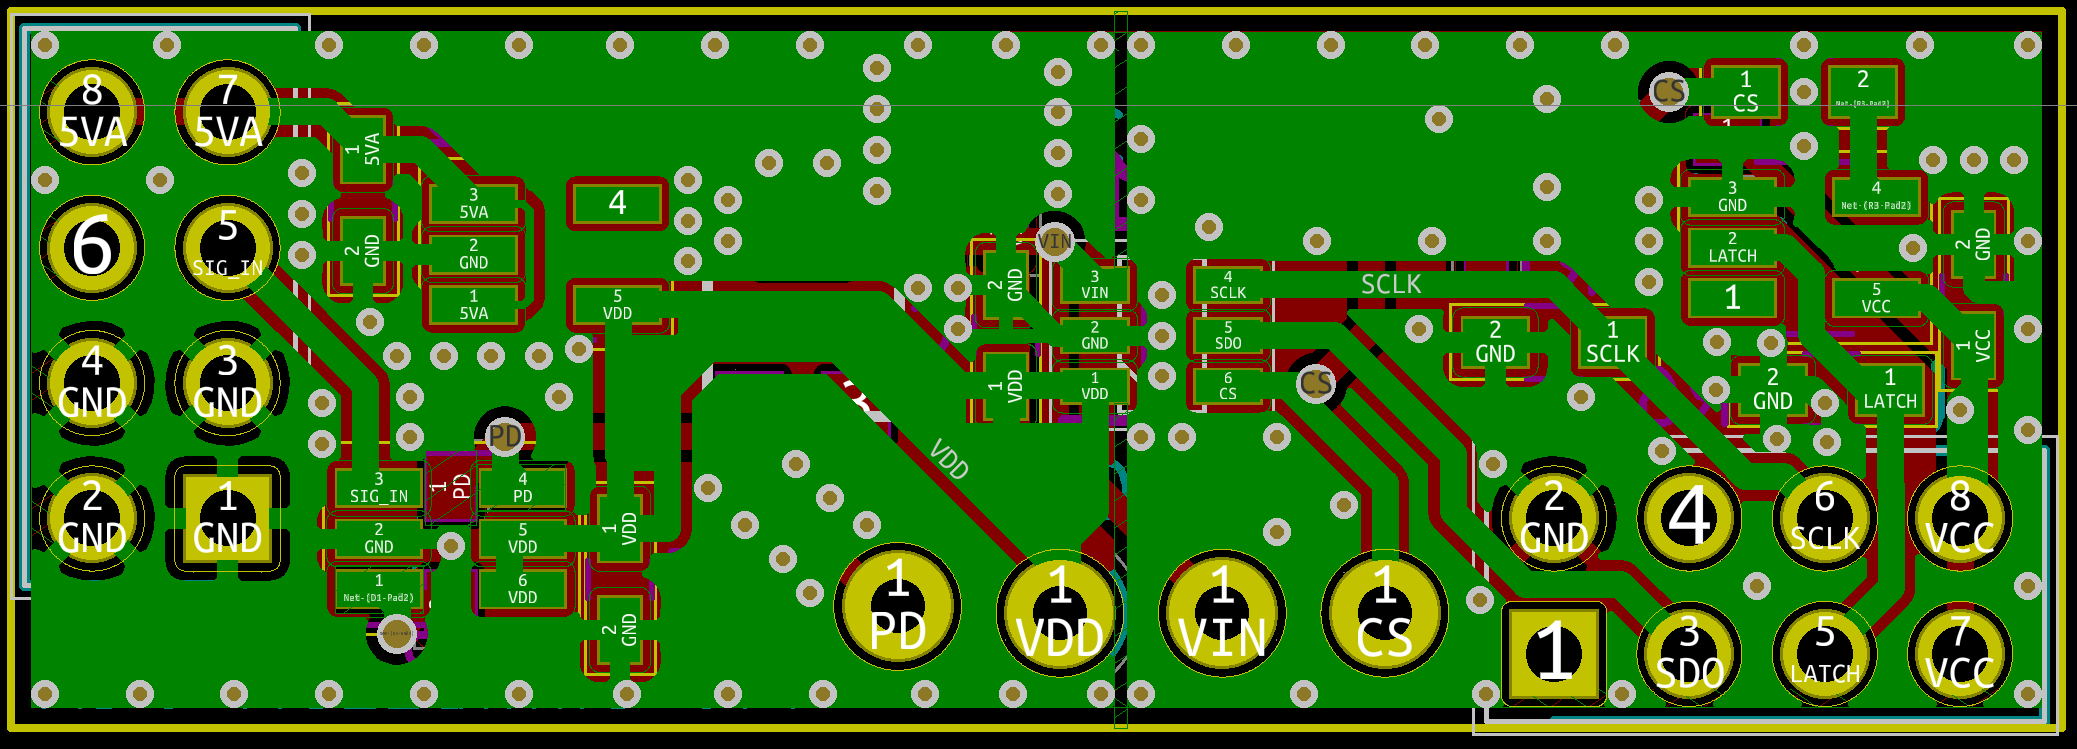 8
5VA
7
5VA
6
5
SIG_IN
4
GND
3
GND
2
GND
1
GND
1
5VA
2
GND
3
5VA
2
GND
1
5VA
4
5
VDD
PD
3
SIG_IN
2
GND
1
Net-(D1-Pad2)
1
PD
4
PD
5
VDD
6
VDD
1
VDD
2
GND
VDD
1
PD
1
VDD
VIN
2
GND
1
VDD
3
VIN
2
GND
1
VDD
4
SCLK
5
SDO
6
CS
SCLK
CS
1
VIN
1
CS
2
GND
1
SCLK
CS
1
CS
1
2
Net-(R3-Pad2)
3
GND
2
LATCH
1
4
Net-(R3-Pad2)
5
VCC
2
GND
1
VCC
2
GND
1
LATCH
2
GND
4
6
SCLK
8
VCC
1
3
SDO
5
LATCH
7
VCC